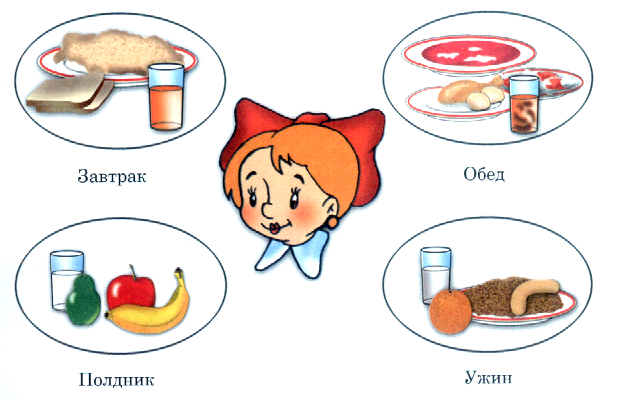 Завтрак
Обед
Полдник
Ужин